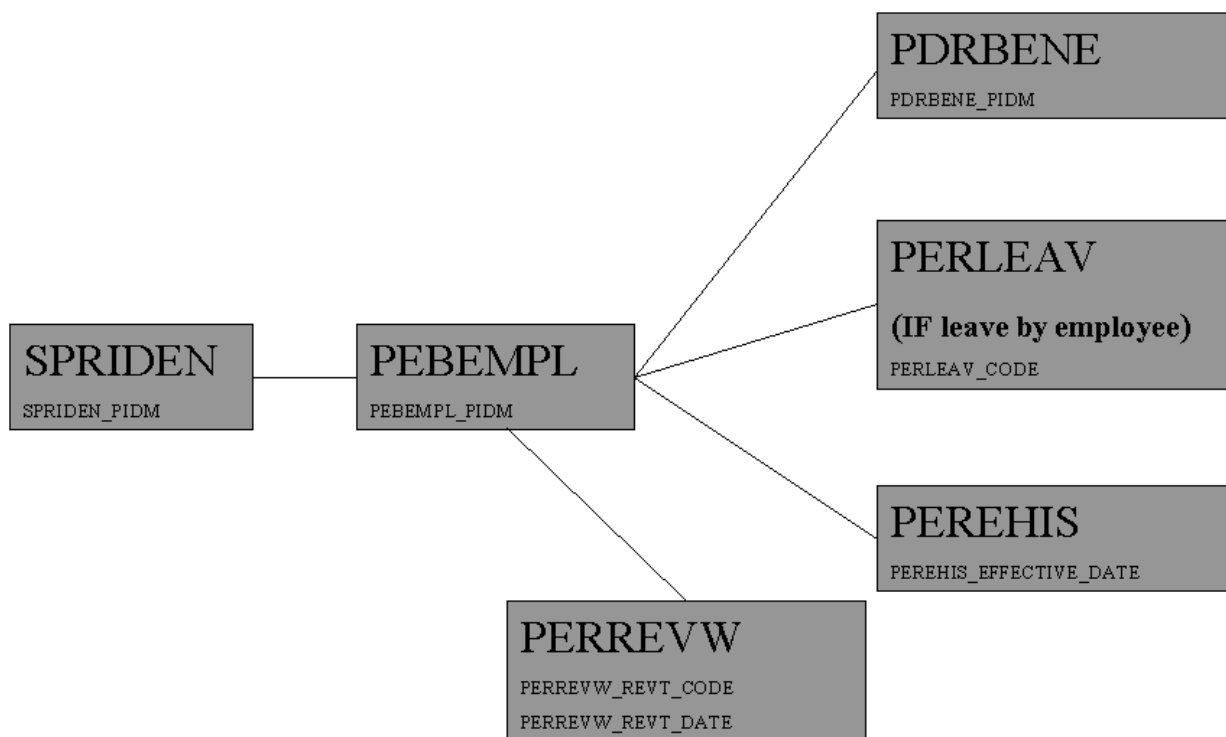 PDRBENE
PDRBENE_PIDM
PERLEAV
(IF leave by employee)
PERLEAV_CODE
SPRIDEN
SPRIDEN_PIDM
PEBEMPL
PEBEMPL_PIDM
PEREHIS
PEREHIS_EFFECTIVE_DATE
PERREVW
PERREVW_REVT_CODE
PERREVW_REVT_DATE